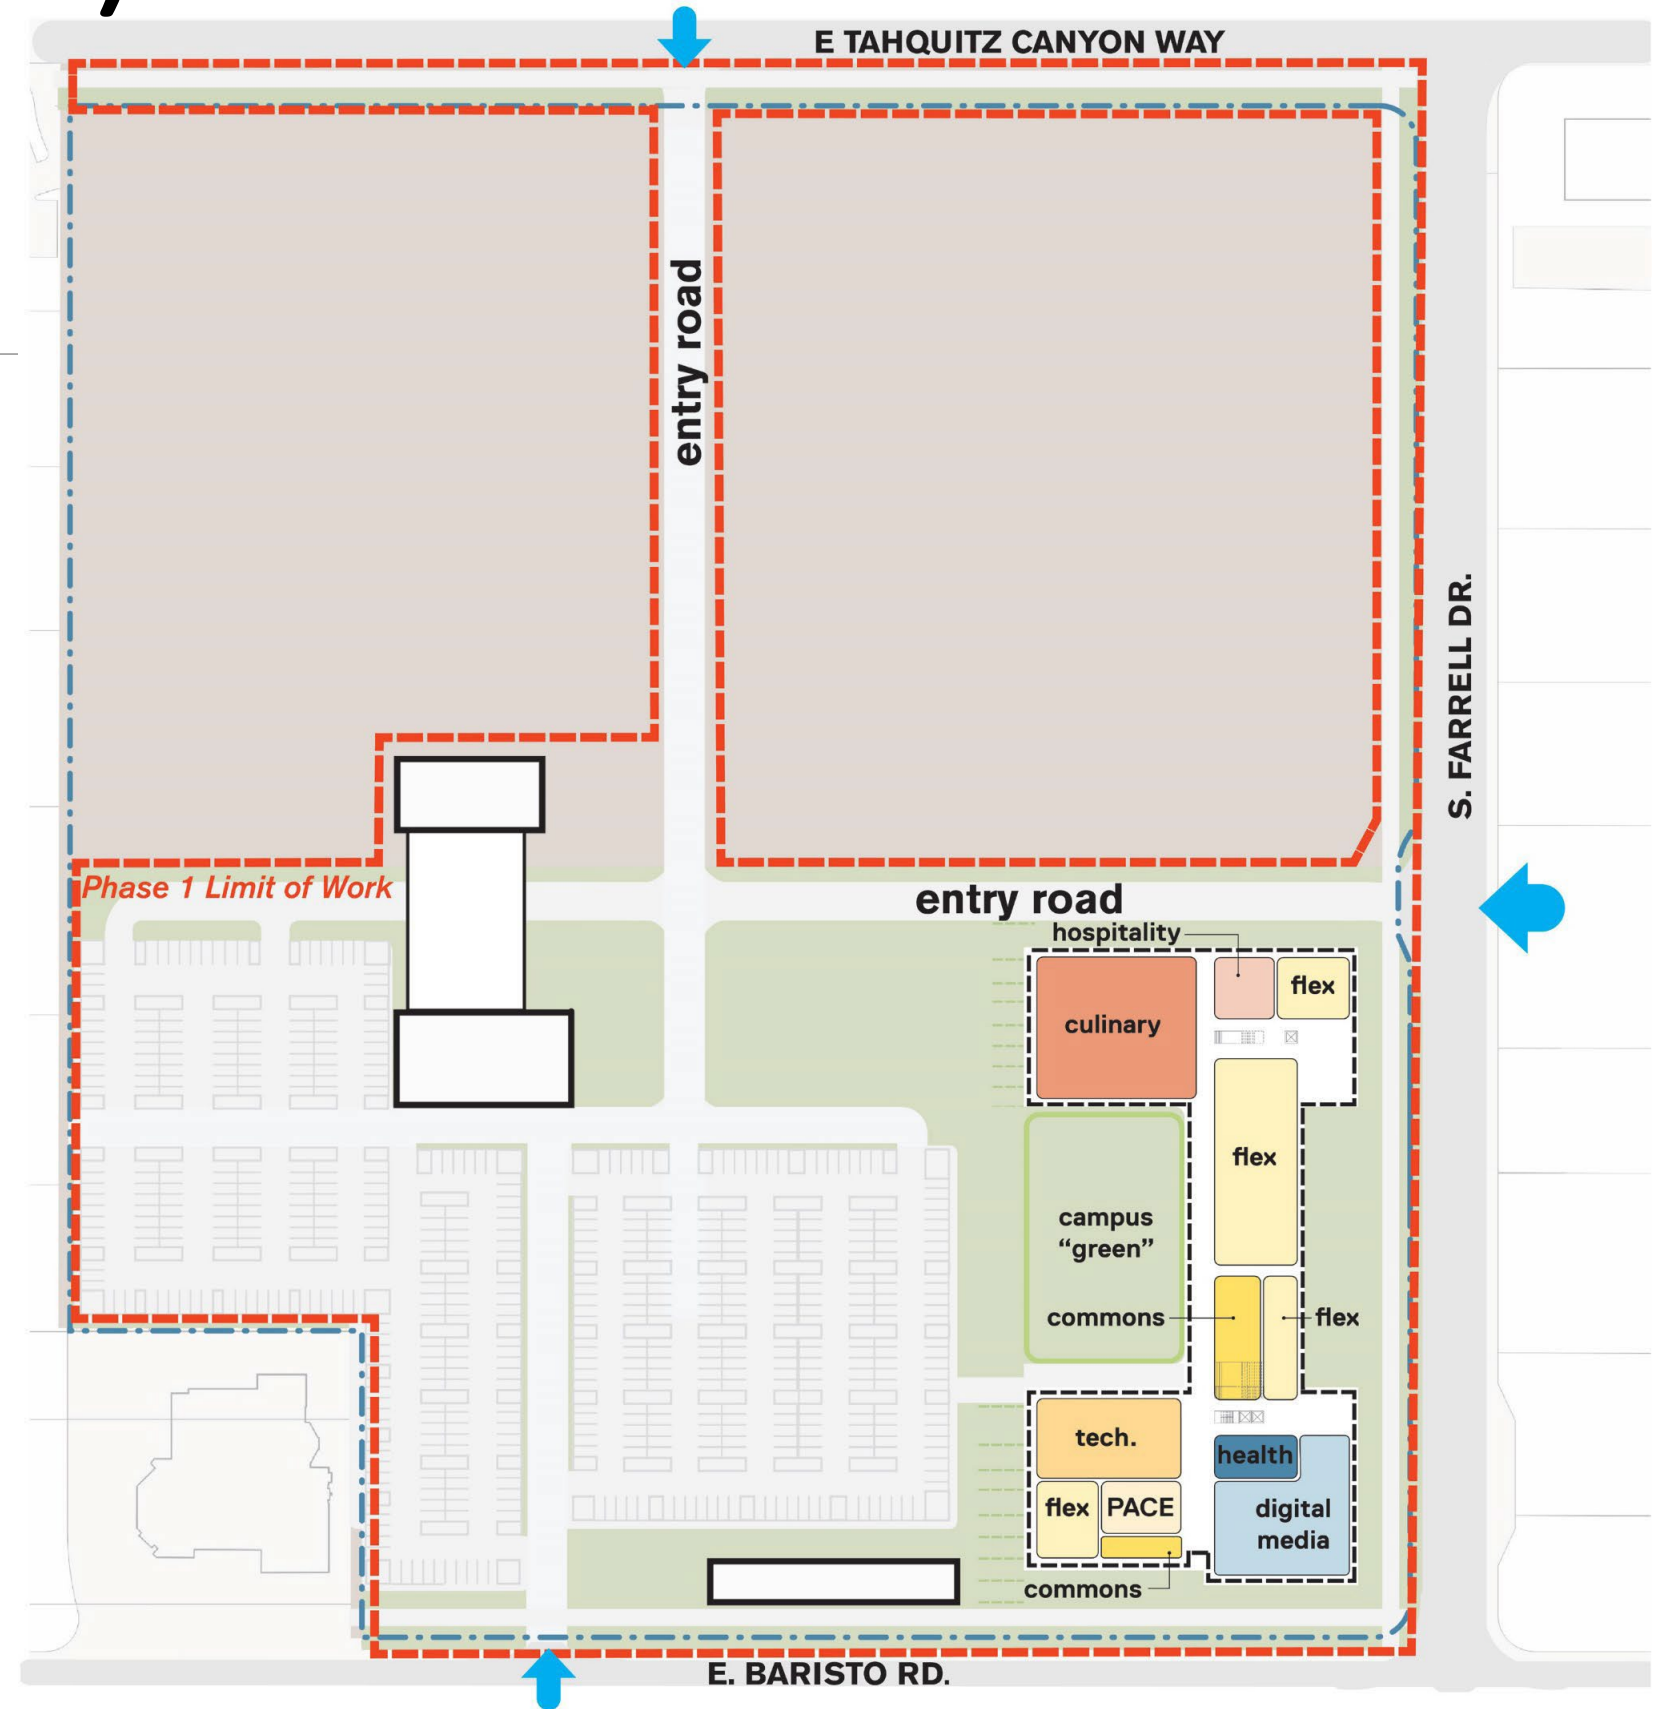 E TAHQUITZ CANYON WAY
entry road
S. FARRELL DR.
Phase 1 Limit of Work
entry road
hospitality
flex
culinary
flex
campus
“green”
commons
flex
tech.
health
flex
PACE
digital
media
commons
E. BARISTO RD.